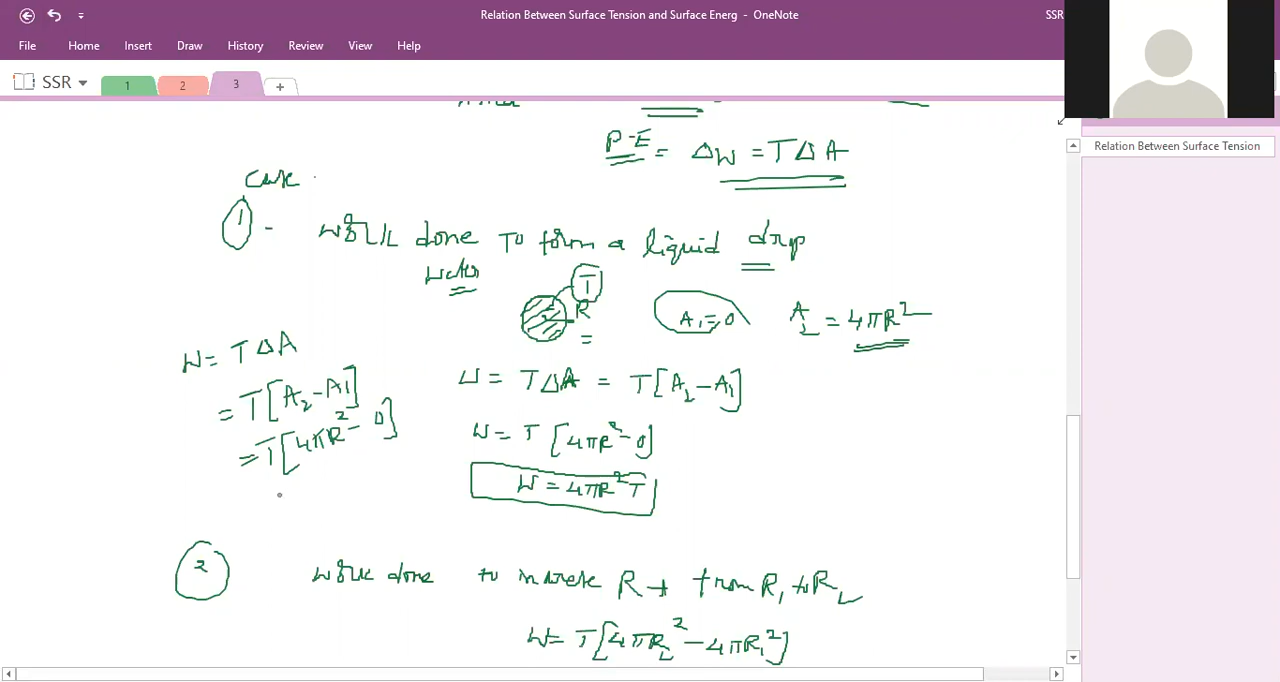 Relation Between Surface Tension and Surface Energ - OneNote
SSR
File Home Insert Draw History Review View Help
SSR 1 2 3 +
Relation Between Surface Tension
P-E = ΔW = TΔA
case
1 - work done To form a liquid drop
water
T
R
=
A1 = 0
A2 = 4πR²
W = TΔA
= T[A2 - A1]
= T[4πR² - 0]
W = TΔA = T[A2 - A1]
W = T [4πR² - 0]
W = 4πR²T
2 work done to increase R from R1 to R2
W = T[4πR2² - 4πR1²]